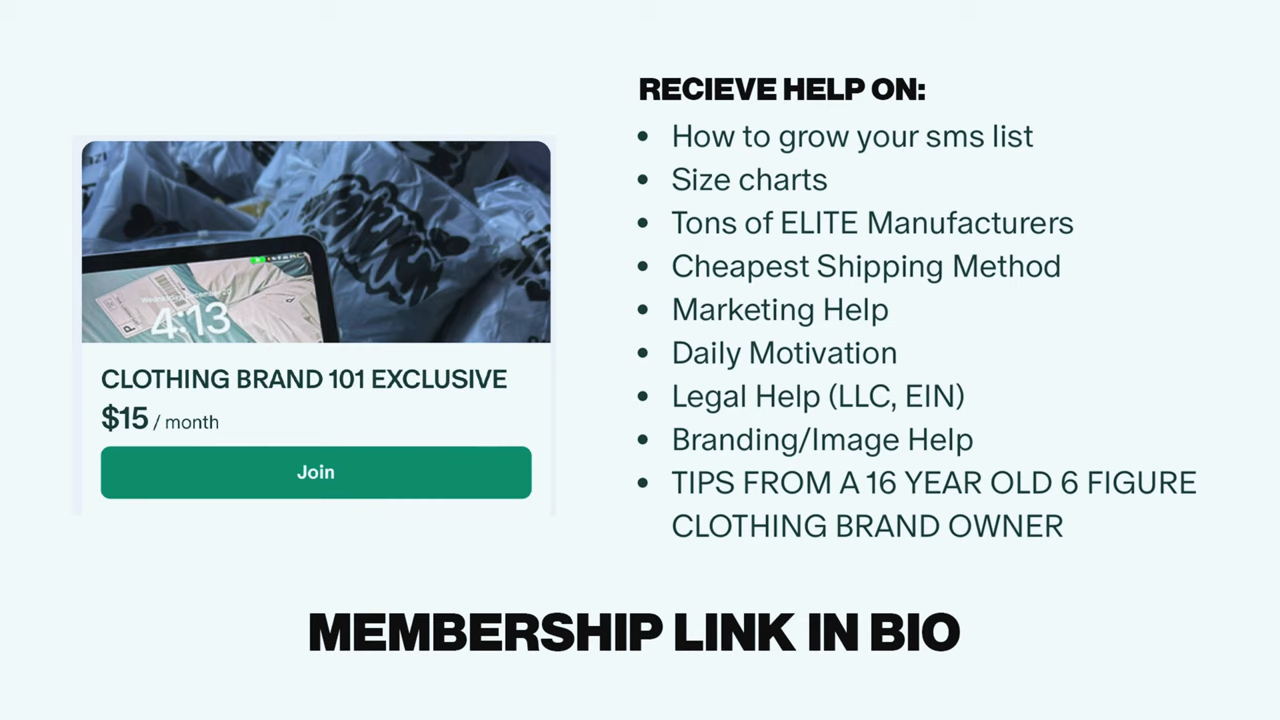 RECIEVE HELP ON:
• How to grow your sms list
• Size charts
• Tons of ELITE Manufacturers
• Cheapest Shipping Method
• Marketing Help
• Daily Motivation
• Legal Help (LLC, EIN)
• Branding/Image Help
• TIPS FROM A 16 YEAR OLD 6 FIGURE
CLOTHING BRAND OWNER
4:13
CLOTHING BRAND 101 EXCLUSIVE
$15 / month
Join
MEMBERSHIP LINK IN BIO